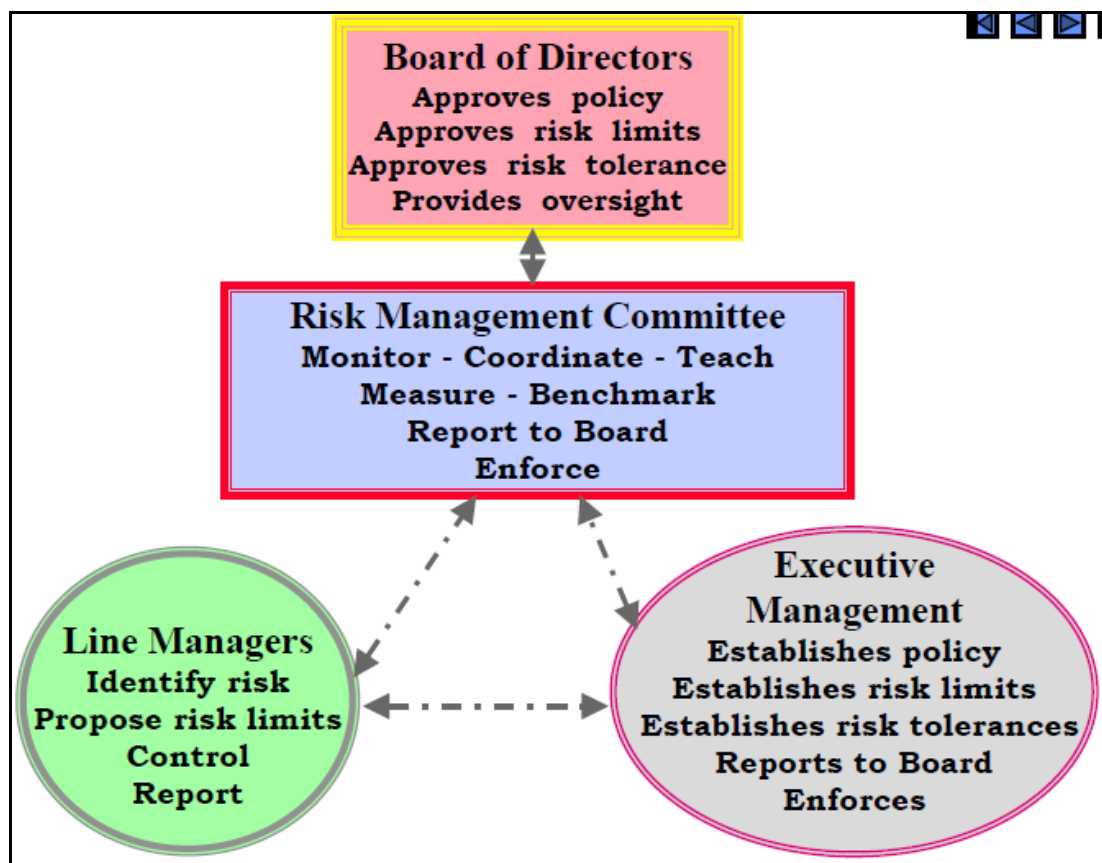 Board of Directors
Approves policy
Approves risk limits
Approves risk tolerance
Provides oversight
Risk Management Committee
Monitor - Coordinate - Teach
Measure - Benchmark
Report to Board
Enforce
Line Managers
Identify risk
Propose risk limits
Control
Report
Executive
Management
Establishes policy
Establishes risk limits
Establishes risk tolerances
Reports to Board
Enforces